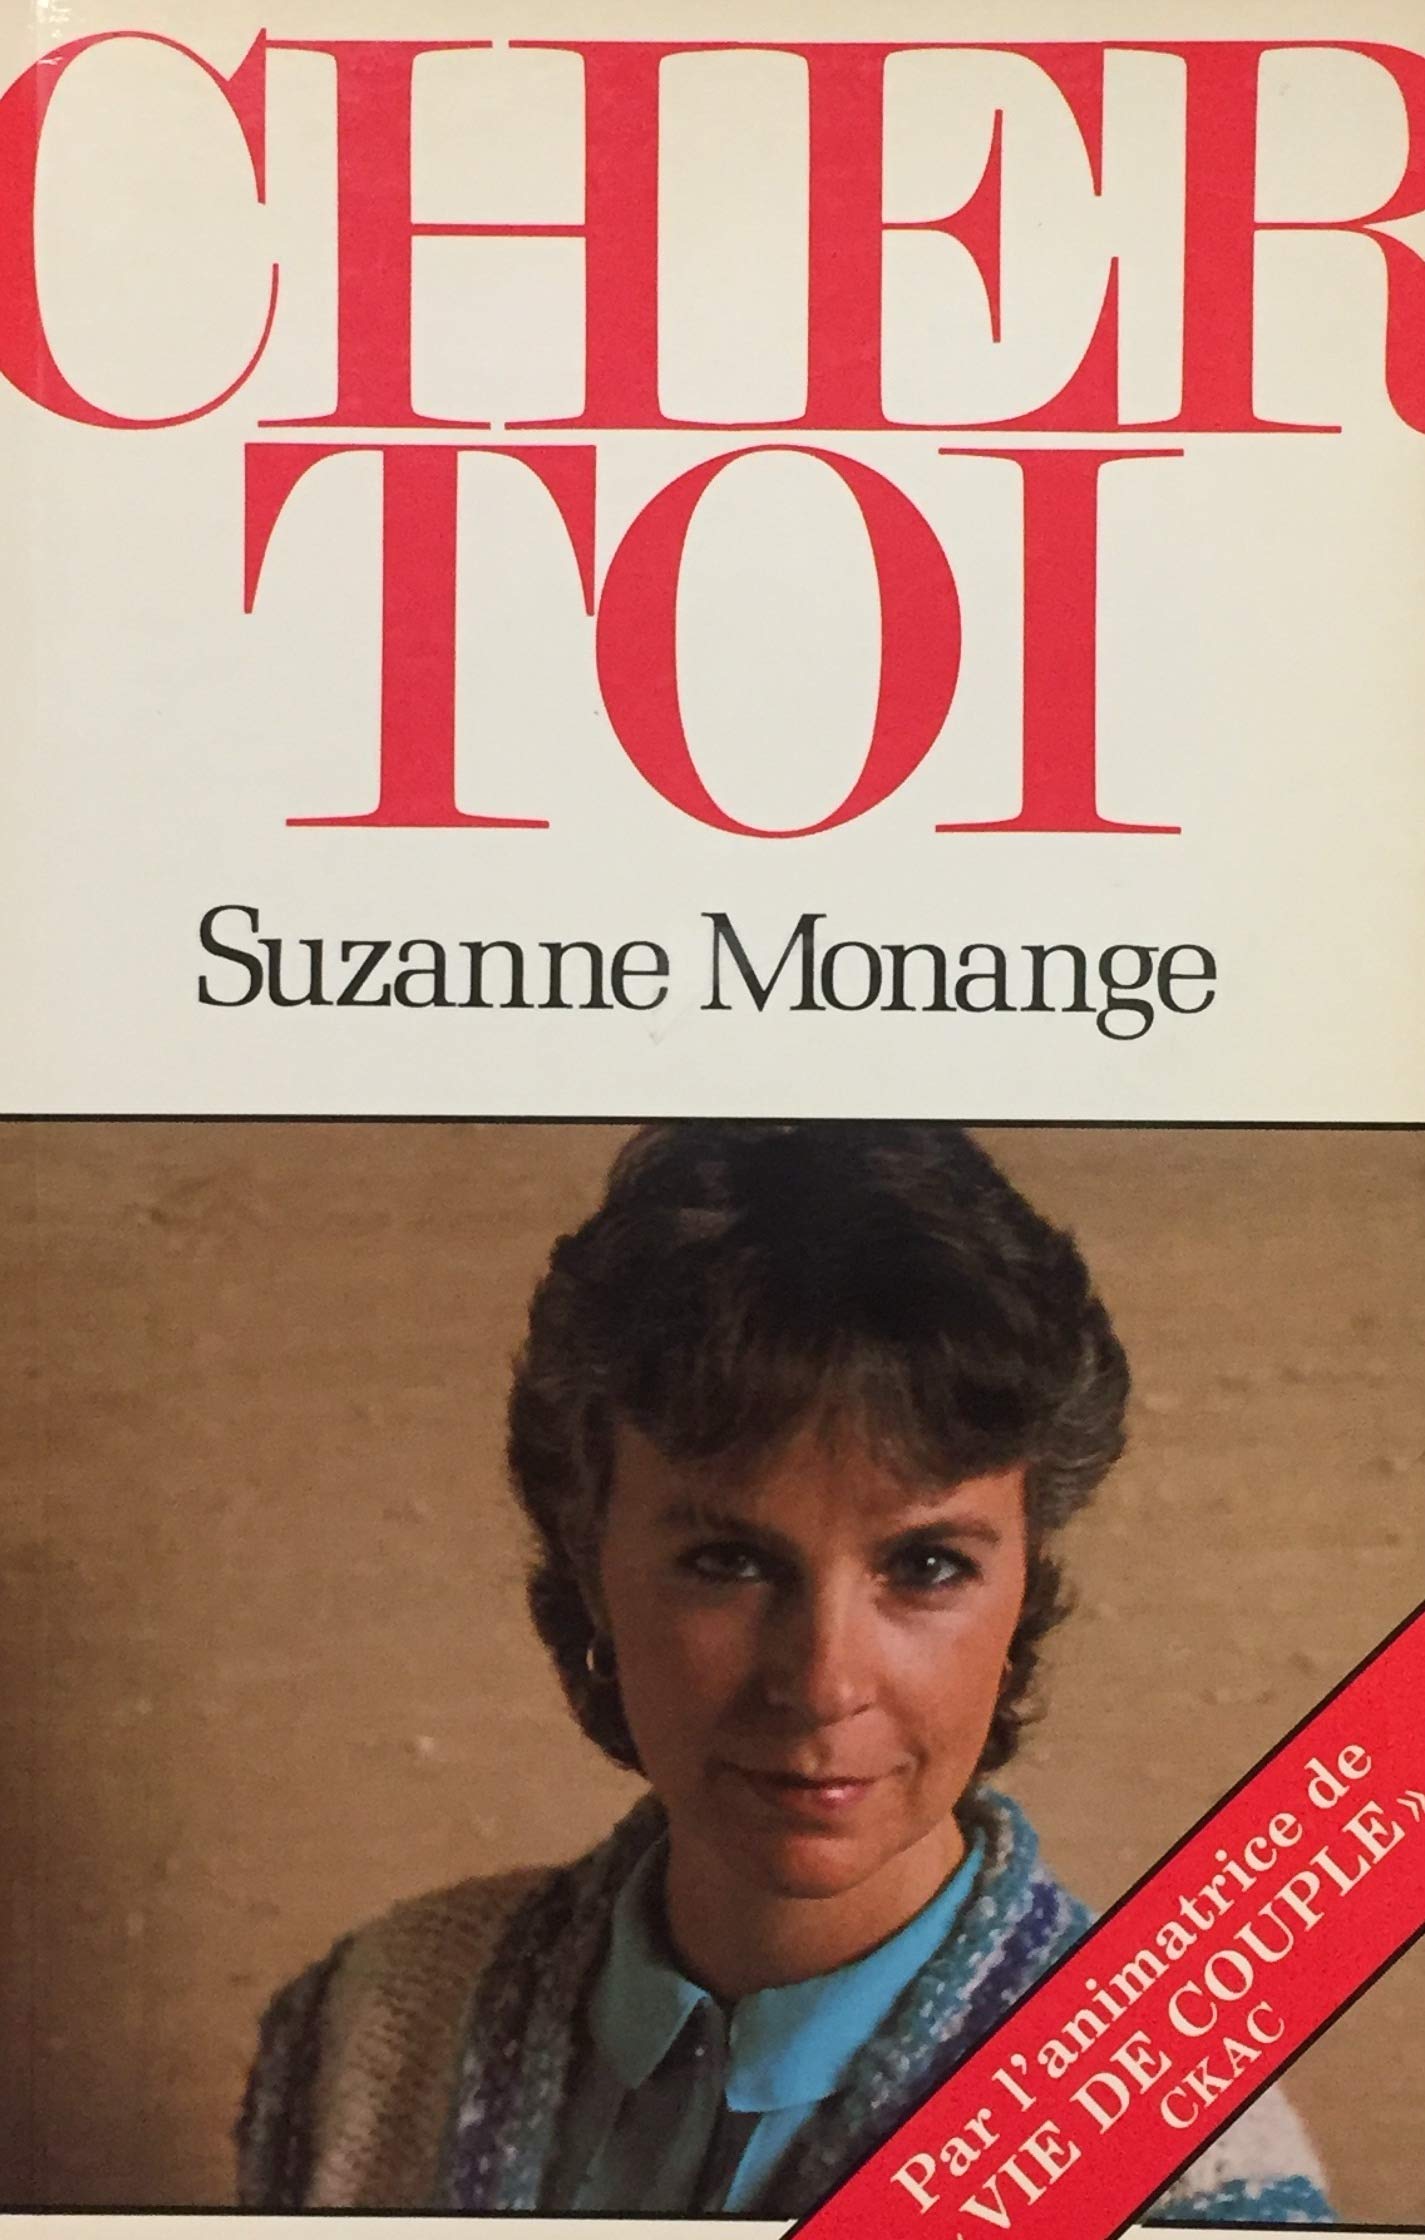 CHER
TOI
Suzanne Monange
Par l'animatrice de
« VIE DE COUPLE »
CKAC